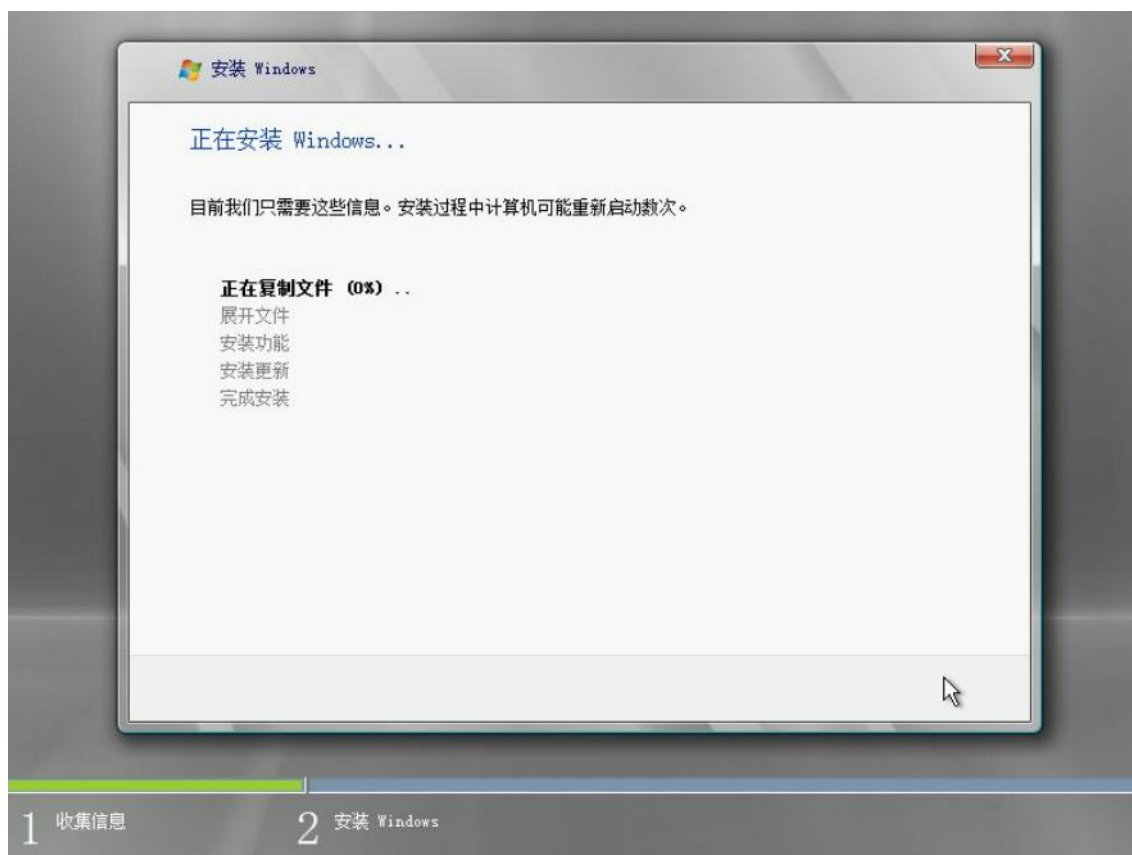 安装 Windows
正在安装 Windows...
目前我们只需要这些信息。安装过程中计算机可能重新启动数次。
正在复制文件 (0%) ..
展开文件
安装功能
安装更新
完成安装
1 收集信息
2 安装 Windows